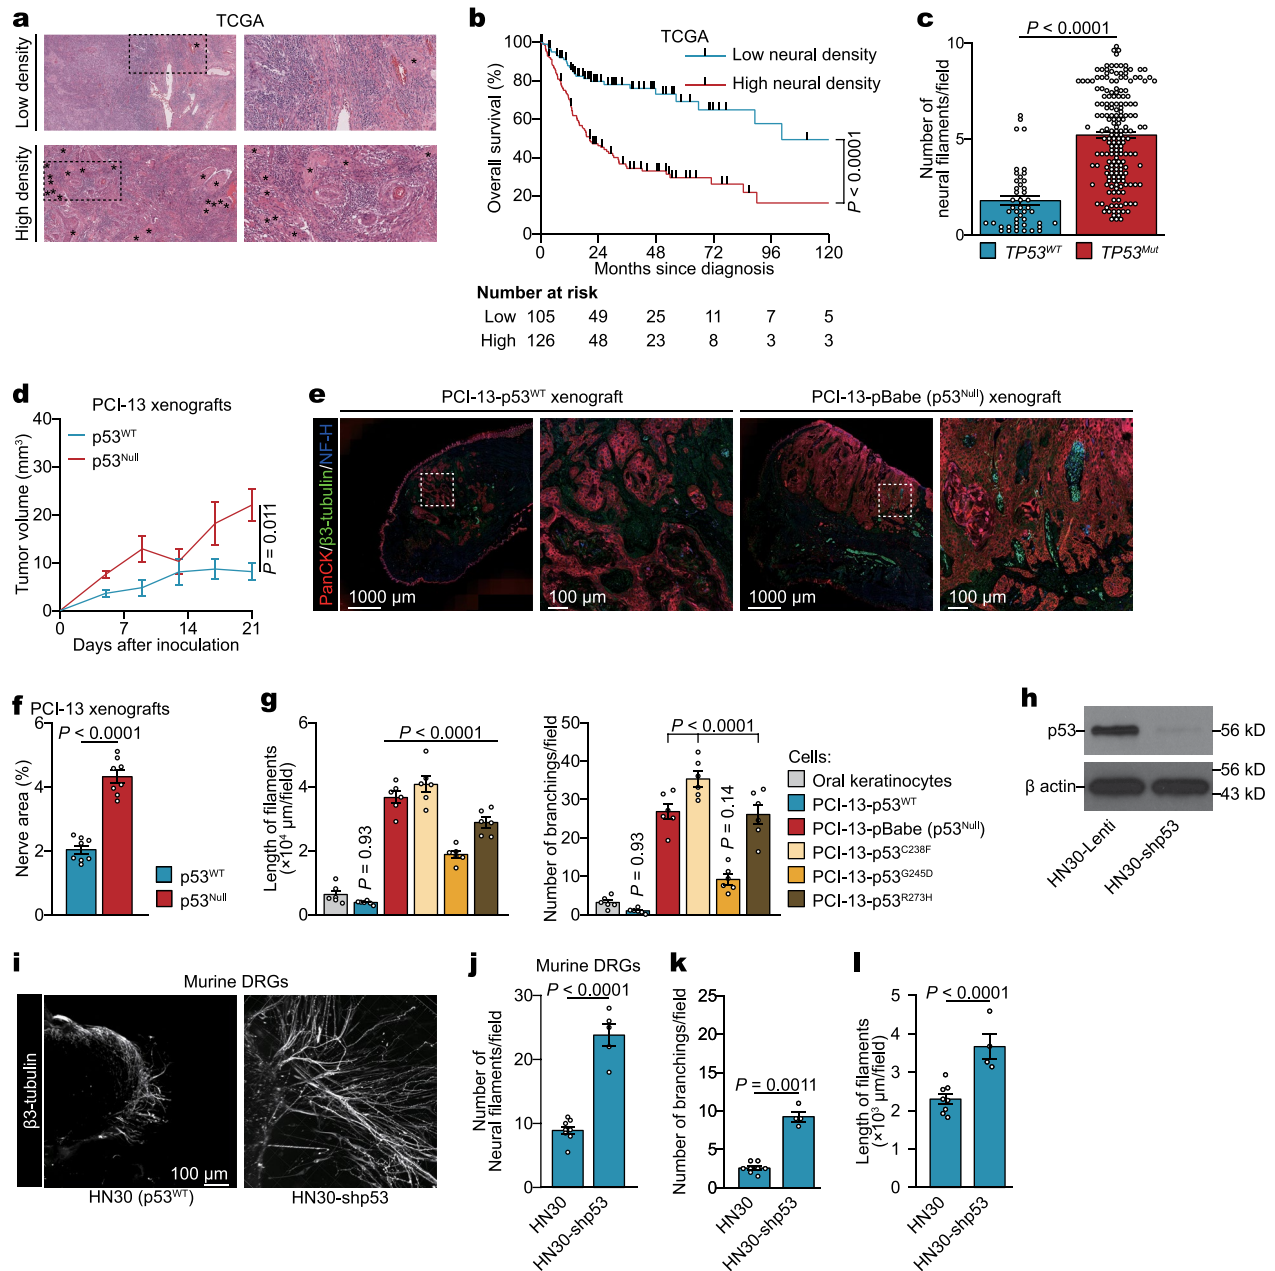 a
TCGA
Low density
High density
*
b
TCGA
Low neural density
High neural density
Overall survival (%)
100
80
60
40
20
0
0 24 48 72 96 120
Months since diagnosis
P < 0.0001
Number at risk
Low 105 49 25 11 7 5
High 126 48 23 8 3 3
c
P < 0.0001
Number of
neural filaments/field
10
5
0
TP53WT
TP53Mut
d
PCI-13 xenografts
p53WT
p53Null
Tumor volume (mm3)
40
30
20
10
0
0 7 14 21
Days after inoculation
P = 0.011
e
PCI-13-p53WT xenograft
PCI-13-pBabe (p53Null) xenograft
PanCK/β3-tubulin/NF-H
1000 µm
100 µm
1000 µm
100 µm
f
PCI-13 xenografts
P < 0.0001
Nerve area (%)
6
4
2
0
p53WT
p53Null
g
Length of filaments
(×10⁴ µm/field)
6
4
2
0
P = 0.93
P < 0.0001
Number of branchings/field
50
40
30
20
10
0
P = 0.93
P < 0.0001
P = 0.14
Cells:
Oral keratinocytes
PCI-13-p53WT
PCI-13-pBabe (p53Null)
PCI-13-p53C238F
PCI-13-p53G245D
PCI-13-p53R273H
h
p53
56 kD
56 kD
β actin
43 kD
HN30-Lenti
HN30-shp53
i
Murine DRGs
β3-tubulin
100 µm
HN30 (p53WT)
HN30-shp53
j
Murine DRGs
P < 0.0001
Number of
Neural filaments/field
30
20
10
0
HN30
HN30-shp53
k
Number of branchings/field
25
20
15
10
5
0
P = 0.0011
HN30
HN30-shp53
l
Length of filaments
(×10³ µm/field)
5
4
3
2
1
0
P < 0.0001
HN30
HN30-shp53